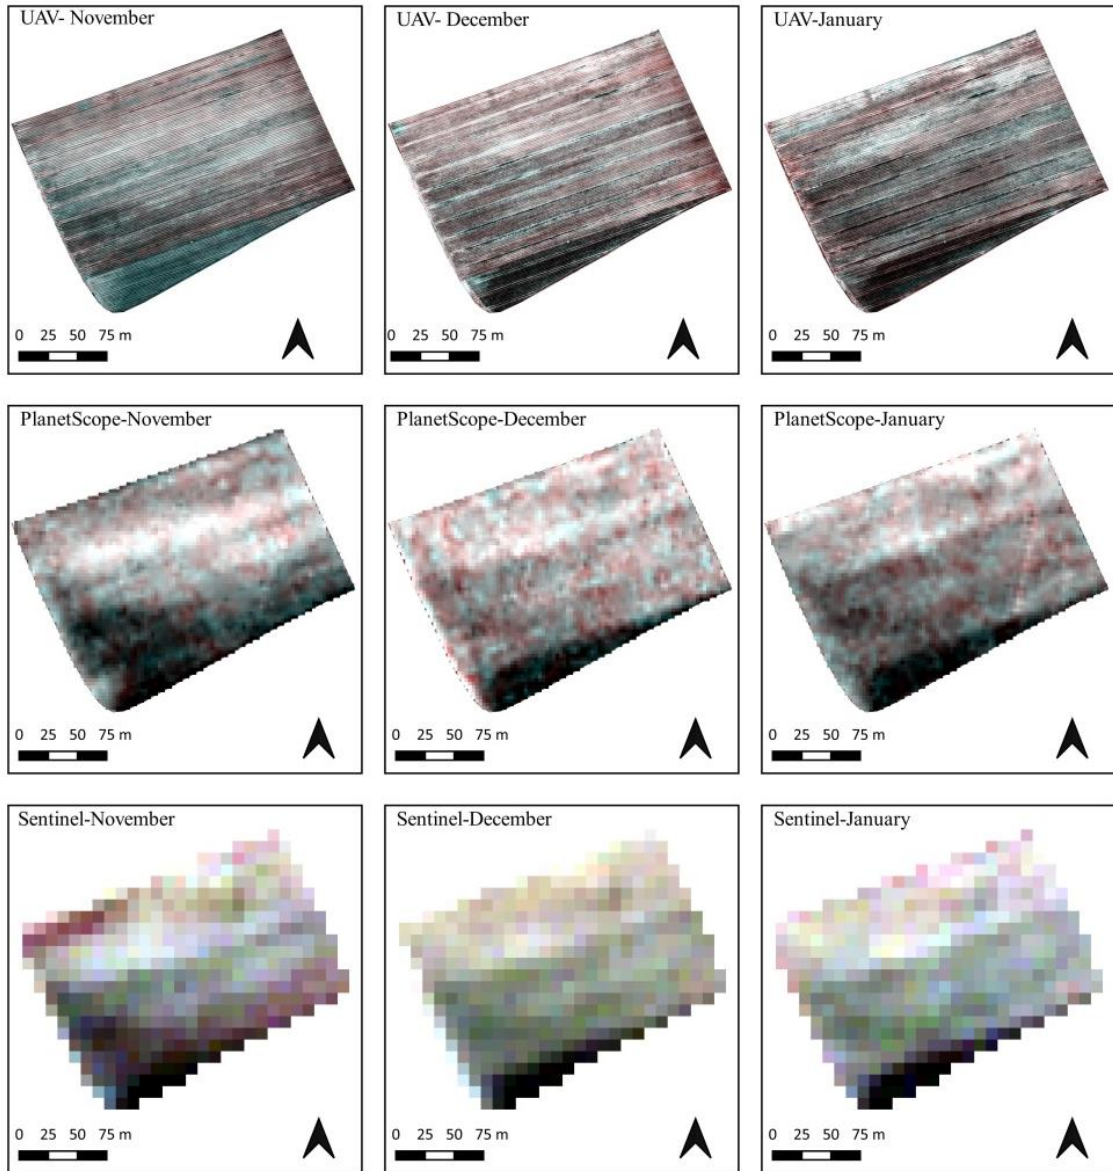 UAV- November
UAV- December
UAV-January
0 25 50 75 m
0 25 50 75 m
0 25 50 75 m
PlanetScope-November
PlanetScope-December
PlanetScope-January
0 25 50 75 m
0 25 50 75 m
0 25 50 75 m
Sentinel-November
Sentinel-December
Sentinel-January
0 25 50 75 m
0 25 50 75 m
0 25 50 75 m